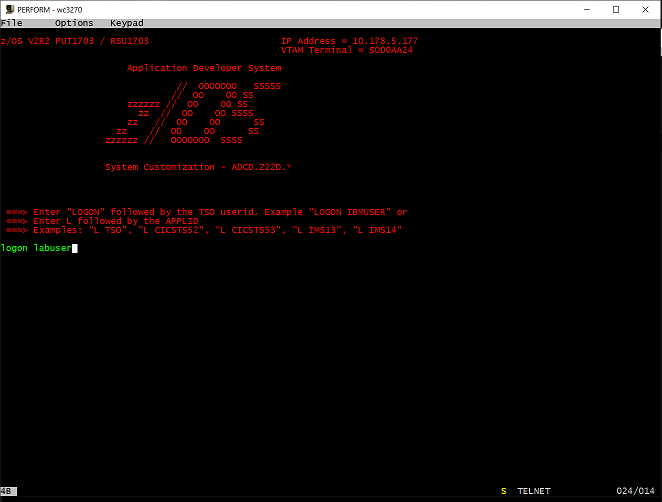 PERFORM - wc3270
File Options Keypad
z/OS V2R2 PUT1703 / RSU1703 IP Address = 10.178.5.177
VTAM Terminal = S000AA24
Application Developer System
// OOOOOOO SSSSS
// OO OO SS
zzzzzz // OO OO SS
zz // OO OO SSSS
zz // OO OO SS
zz // OO OO SS
zzzzzz // OOOOOOO SSSS
System Customization - ADCD.Z22D.*
===> Enter "LOGON" followed by the TSO userid. Example "LOGON IBMUSER" or
===> Enter L followed by the APPLID
===> Examples: "L TSO", "L CICSTS52", "L CICSTS53", "L IMS13", "L IMS14"
logon labuser
4B S TELNET 024/014